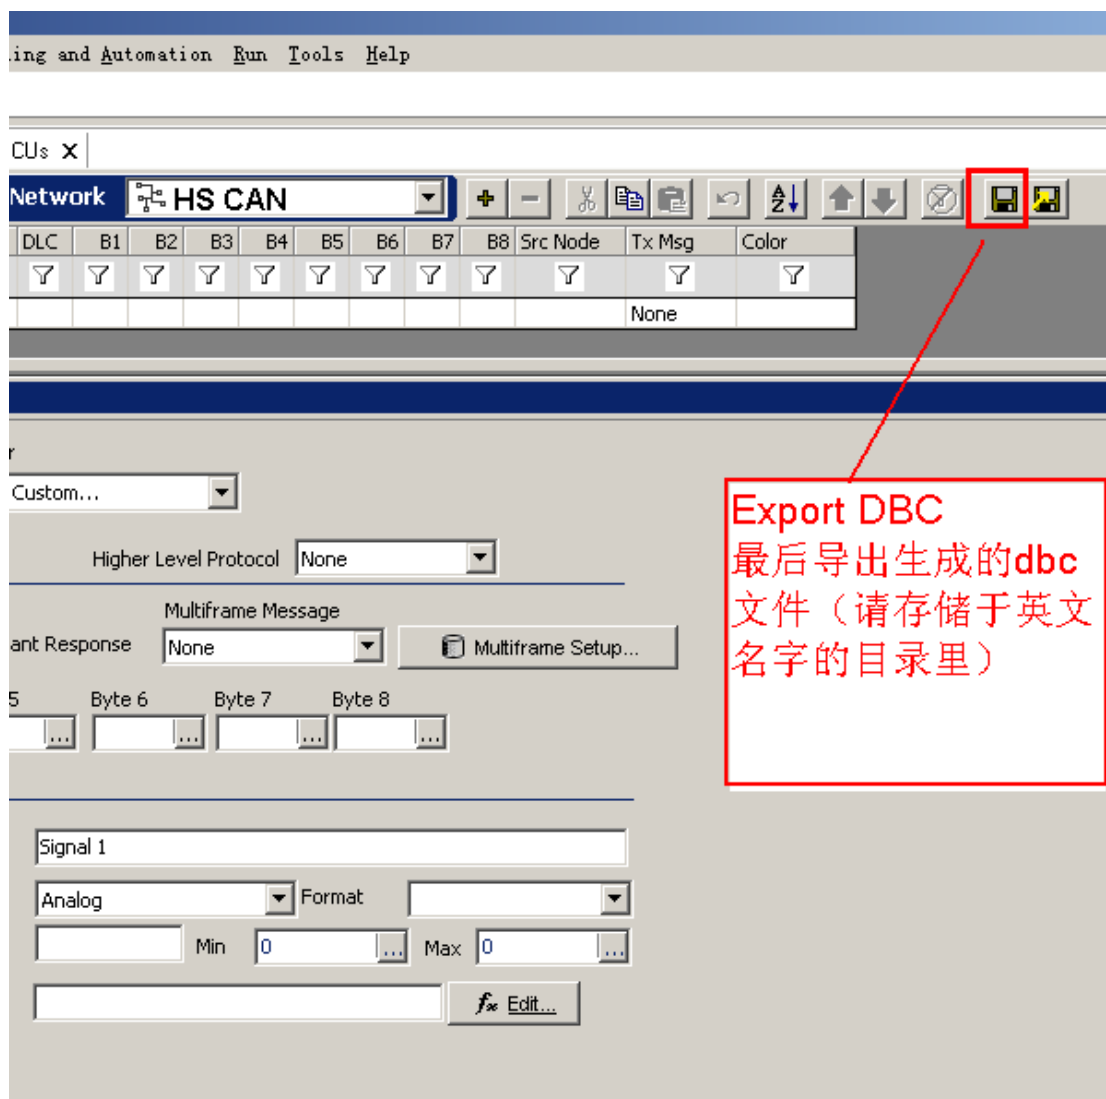 ing and Automation Run Tools Help
CUs X
Network HS CAN
DLC B1 B2 B3 B4 B5 B6 B7 B8 Src Node Tx Msg Color
None
Custom...
Higher Level Protocol None
Multiframe Message
ant Response None Multiframe Setup...
5 Byte 6 Byte 7 Byte 8
... ... ... ...
Signal 1
Analog Format
Min 0 ... Max 0 ...
fx Edit...
Export DBC
最后导出生成的dbc
文件（请存储于英文
名字的目录里）